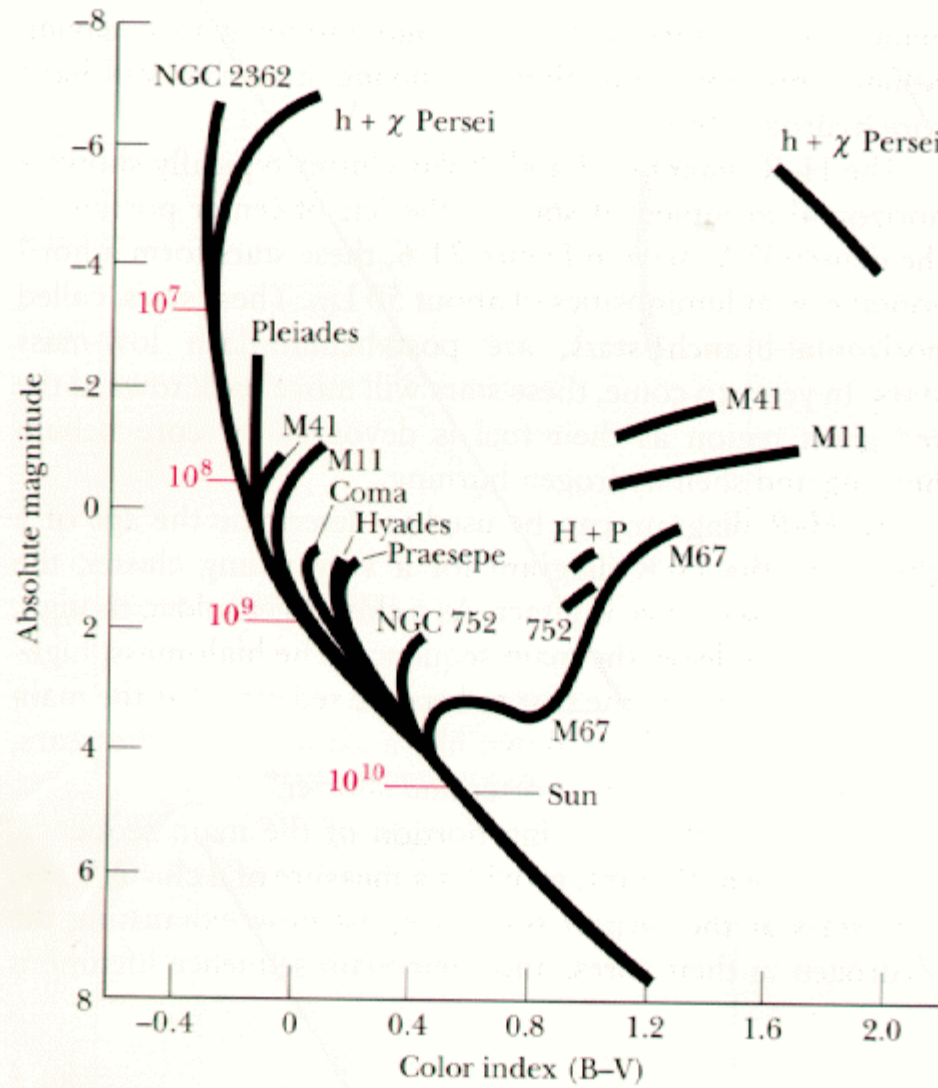 −8
NGC 2362
h + χ Persei
h + χ Persei
−6
−4
10⁷
Pleiades
−2
M41
M41
M11
M11
10⁸
Coma
0
Hyades
H + P
Praesepe
M67
10⁹
NGC 752
752
2
M67
4
10¹⁰
Sun
6
8
Absolute magnitude
−0.4 0 0.4 0.8 1.2 1.6 2.0
Color index (B–V)